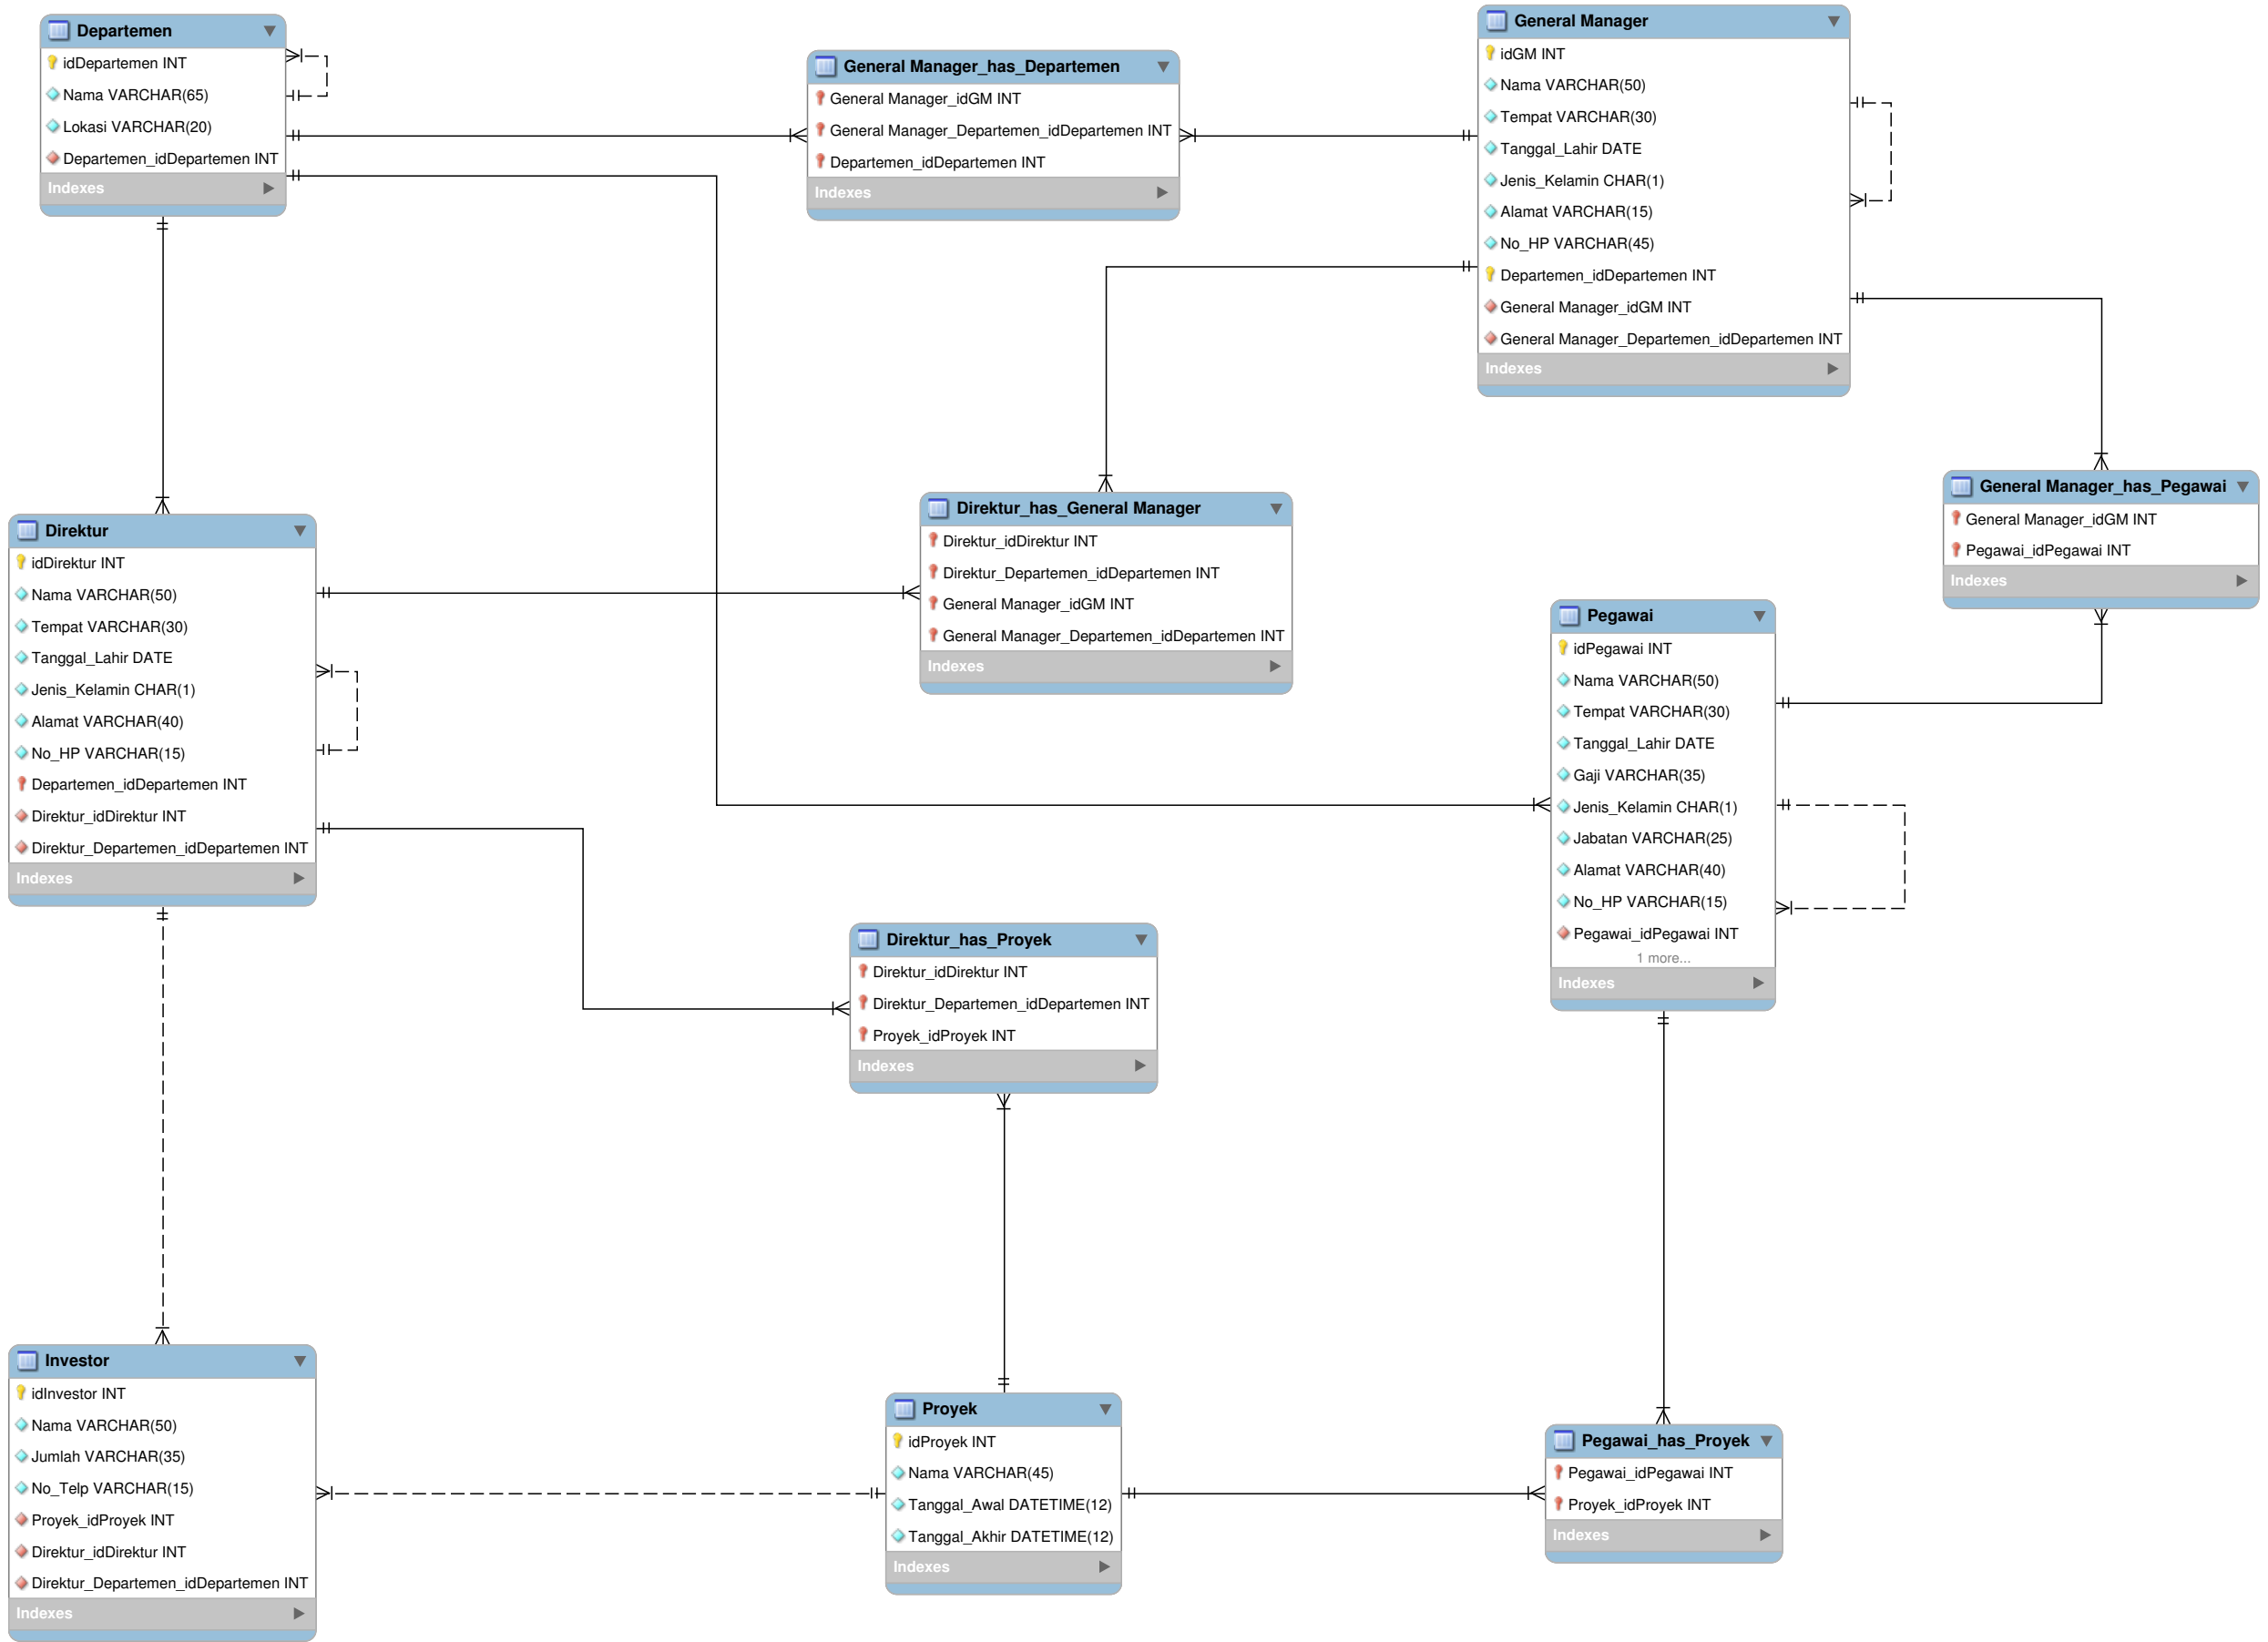 Departemen
idDepartemen INT
Nama VARCHAR(65)
Lokasi VARCHAR(20)
Departemen_idDepartemen INT
Indexes
General Manager_has_Departemen
General Manager_idGM INT
General Manager_Departemen_idDepartemen INT
Departemen_idDepartemen INT
Indexes
General Manager
idGM INT
Nama VARCHAR(50)
Tempat VARCHAR(30)
Tanggal_Lahir DATE
Jenis_Kelamin CHAR(1)
Alamat VARCHAR(15)
No_HP VARCHAR(45)
Departemen_idDepartemen INT
General Manager_idGM INT
General Manager_Departemen_idDepartemen INT
Indexes
Direktur
idDirektur INT
Nama VARCHAR(50)
Tempat VARCHAR(30)
Tanggal_Lahir DATE
Jenis_Kelamin CHAR(1)
Alamat VARCHAR(40)
No_HP VARCHAR(15)
Departemen_idDepartemen INT
Direktur_idDirektur INT
Direktur_Departemen_idDepartemen INT
Indexes
Direktur_has_General Manager
Direktur_idDirektur INT
Direktur_Departemen_idDepartemen INT
General Manager_idGM INT
General Manager_Departemen_idDepartemen INT
Indexes
General Manager_has_Pegawai
General Manager_idGM INT
Pegawai_idPegawai INT
Indexes
Pegawai
idPegawai INT
Nama VARCHAR(50)
Tempat VARCHAR(30)
Tanggal_Lahir DATE
Gaji VARCHAR(35)
Jenis_Kelamin CHAR(1)
Jabatan VARCHAR(25)
Alamat VARCHAR(40)
No_HP VARCHAR(15)
Pegawai_idPegawai INT
1 more...
Indexes
Direktur_has_Proyek
Direktur_idDirektur INT
Direktur_Departemen_idDepartemen INT
Proyek_idProyek INT
Indexes
Investor
idInvestor INT
Nama VARCHAR(50)
Jumlah VARCHAR(35)
No_Telp VARCHAR(15)
Proyek_idProyek INT
Direktur_idDirektur INT
Direktur_Departemen_idDepartemen INT
Indexes
Proyek
idProyek INT
Nama VARCHAR(45)
Tanggal_Awal DATETIME(12)
Tanggal_Akhir DATETIME(12)
Indexes
Pegawai_has_Proyek
Pegawai_idPegawai INT
Proyek_idProyek INT
Indexes